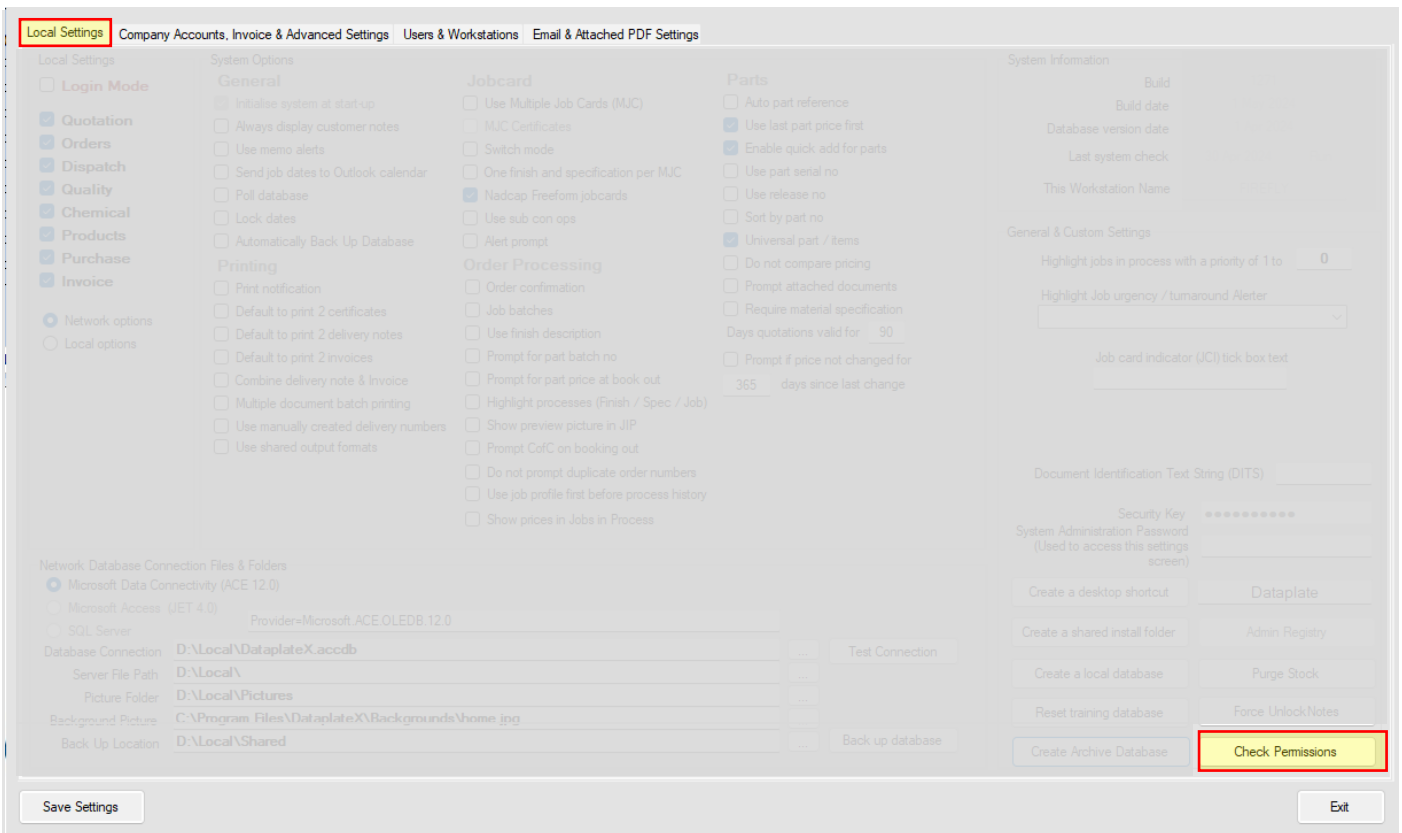 Local Settings
Company Accounts, Invoice & Advanced Settings
Users & Workstations
Email & Attached PDF Settings
Local Settings
Login Mode
Quotation
Orders
Dispatch
Quality
Chemical
Products
Purchase
Invoice
Network options
Local options
System Options
General
Initialise system at start up
Always display customer notes
Use memo alerts
Send job dates to Outlook calendar
Poll database
Lock dates
Automatically Back Up Database
Printing
Print notification
Default to print 2 certificates
Default to print 2 delivery notes
Default to print 2 invoices
Combine delivery note & Invoice
Multiple document batch printing
Use manually created delivery numbers
Use shared output formats
Jobcard
Use Multiple Job Cards (MJC)
MJC Certificates
Switch mode
One finish and specification per MJC
Nadcap Freeform jobcards
Use sub con ops
Alert prompt
Order Processing
Order confirmation
Job batches
Use finish description
Prompt for part batch no
Prompt for part price at book out
Highlight processes (Finish / Spec / Job)
Show preview picture in JIP
Prompt CofC on booking out
Do not prompt duplicate order numbers
Use job profile first before process history
Show prices in Jobs in Process
Parts
Auto part reference
Use last part price first
Enable quick add for parts
Use part serial no
Use release no
Sort by part no
Universal part / items
Do not compare pricing
Prompt attached documents
Require material specification
Days quotations valid for 90
Prompt if price not changed for
365 days since last change
System Information
Build
Build date
Database version date
Last system check
This Workstation Name
General & Custom Settings
Highlight jobs in process with a priority of 1 to 0
Highlight Job urgency / turnaround Alerter
Job card indicator (JCI) tick box text
Document Identification Text String (DITS)
Security Key
System Administration Password
(Used to access this settings
screen)
Network Database Connection Files & Folders
Microsoft Data Connectivity (ACE 12.0)
Microsoft Access (JET 4.0)
SQL Server
Provider=Microsoft.ACE.OLEDB.12.0
Database Connection D:\Local\DataplateX.accdb ... Test Connection
Server File Path D:\Local\ ...
Picture Folder D:\Local\Pictures ...
Background Picture C:\Program Files\DataplateX\Backgrounds\home.jpg
Back Up Location D:\Local\Shared ... Back up database
Create a desktop shortcut
Dataplate
Create a shared install folder
Admin Registry
Create a local database
Purge Stock
Reset training database
Force UnlockNotes
Create Archive Database
Check Permissions
Save Settings
Exit